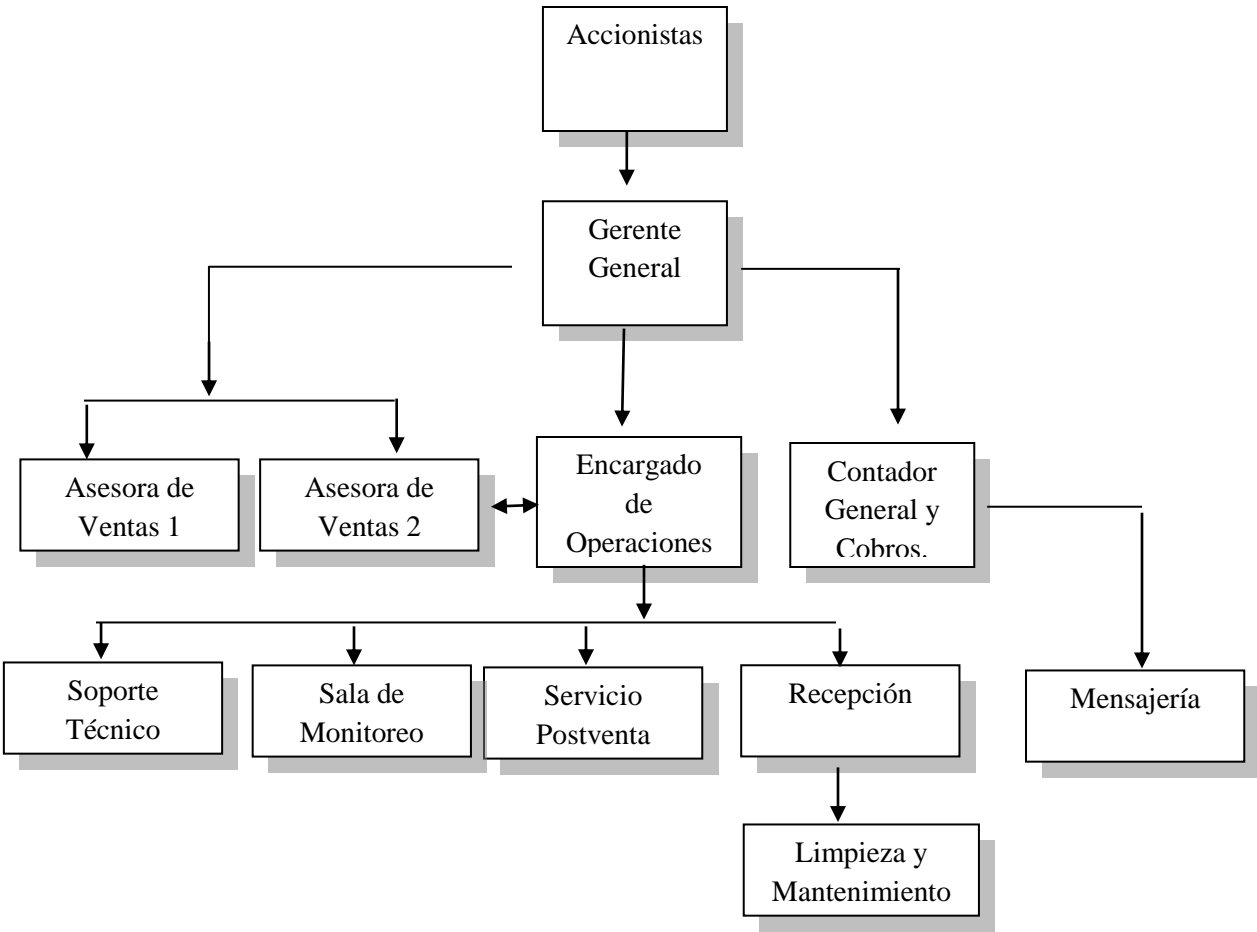 Accionistas
Gerente
General
Asesora de
Ventas 1
Asesora de
Ventas 2
Encargado
de
Operaciones
Contador
General y
Cobros.
Soporte
Técnico
Sala de
Monitoreo
Servicio
Postventa
Recepción
Mensajería
Limpieza y
Mantenimiento